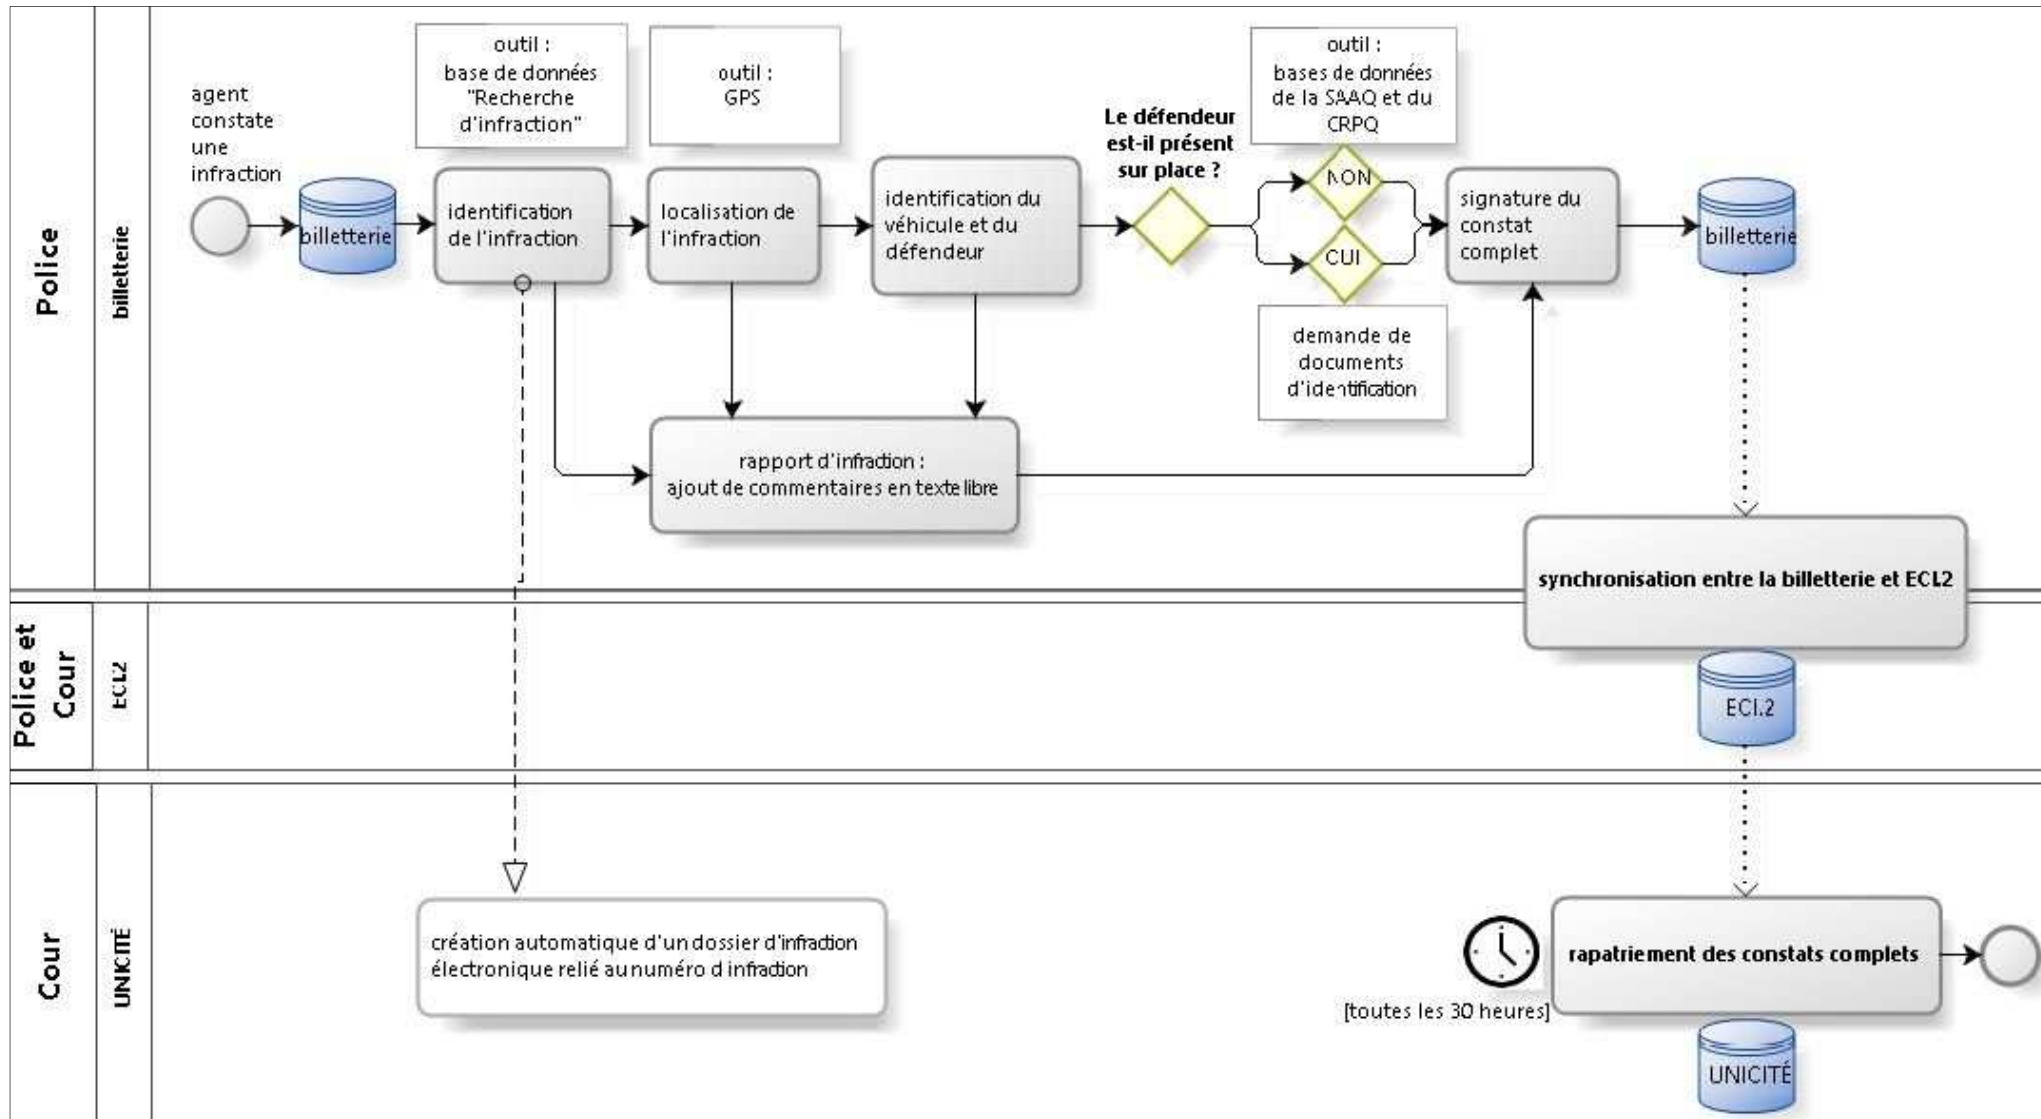 Police
billetterie
agent
constate
une
infraction
billetterie
outil :
base de données
"Recherche
d'infraction"
identification
de l'infraction
outil :
GPS
localisation de
l'infraction
identification du
véhicule et du
défendeur
Le défendeur
est-il présent
sur place ?
outil :
bases de données
de la SAAQ et du
CRPQ
NON
OUI
demande de
documents
d'identification
signature du
constat
complet
billetterie
rapport d'infraction :
ajout de commentaires en texte libre
synchronisation entre la billetterie et ECL2
Police et
Cour
ECL2
ECL2
Cour
UNICITÉ
création automatique d'un dossier d'infraction
électronique relié au numéro d'infraction
[toutes les 30 heures]
rapatriement des constats complets
UNICITÉ